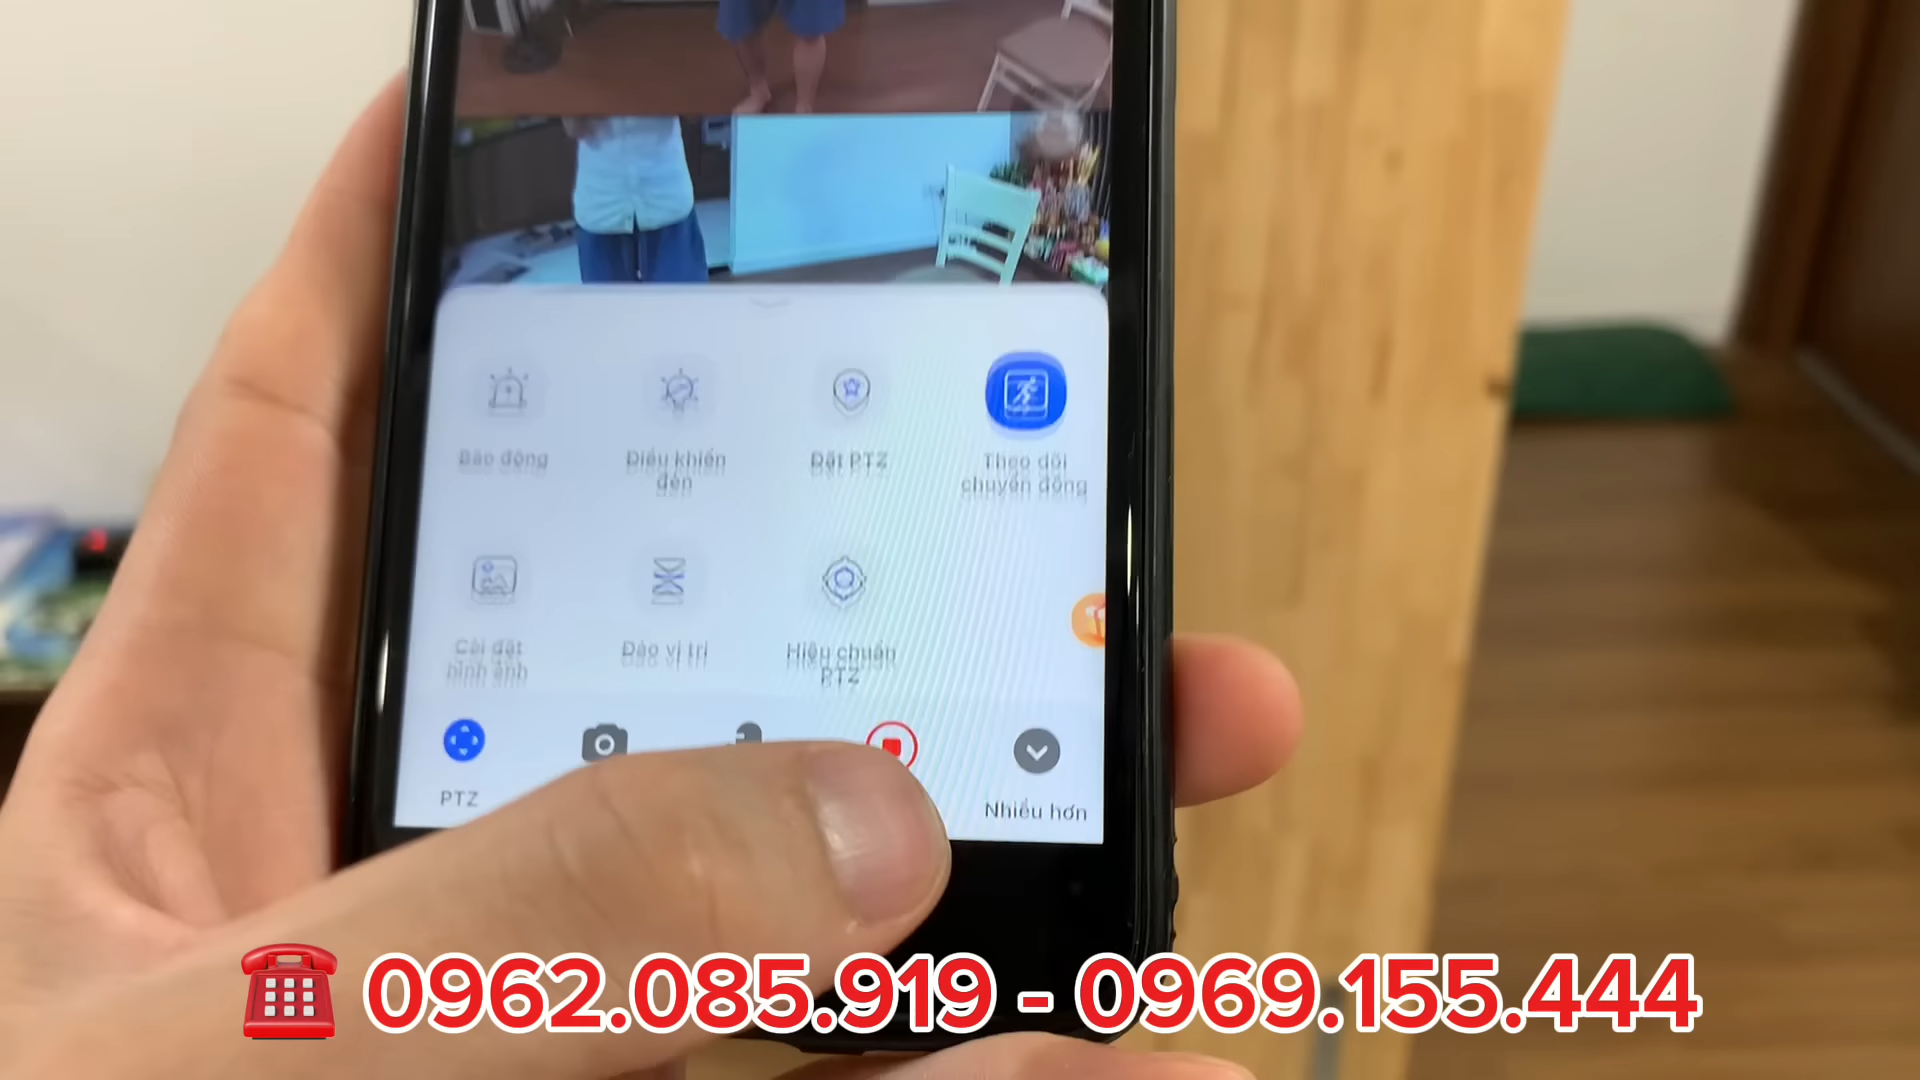 Báo động
Điều khiển
đèn
Đặt PTZ
Theo dõi
chuyển động
Cài đặt
hình ảnh
Đảo vị trí
Hiệu chuẩn
PTZ
PTZ
Nhiều hơn
0962.085.919 - 0969.155.444